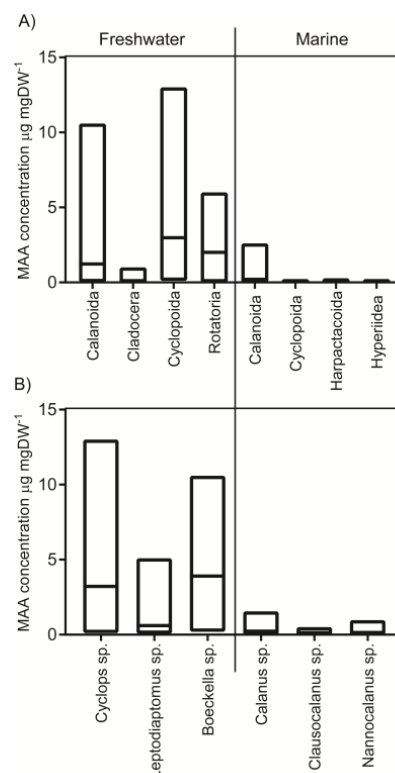 A)
Freshwater Marine
MAA concentration µg mgDW⁻¹
15
10
5
0
Calanoida
Cladocera
Cyclopoida
Rotatoria
Calanoida
Cyclopoida
Harpactacoida
Hyperiidea
B)
MAA concentration µg mgDW⁻¹
15
10
5
0
Cyclops sp.
Leptodiaptomus sp.
Boeckella sp.
Calanus sp.
Clausocalanus sp.
Nannocalanus sp.